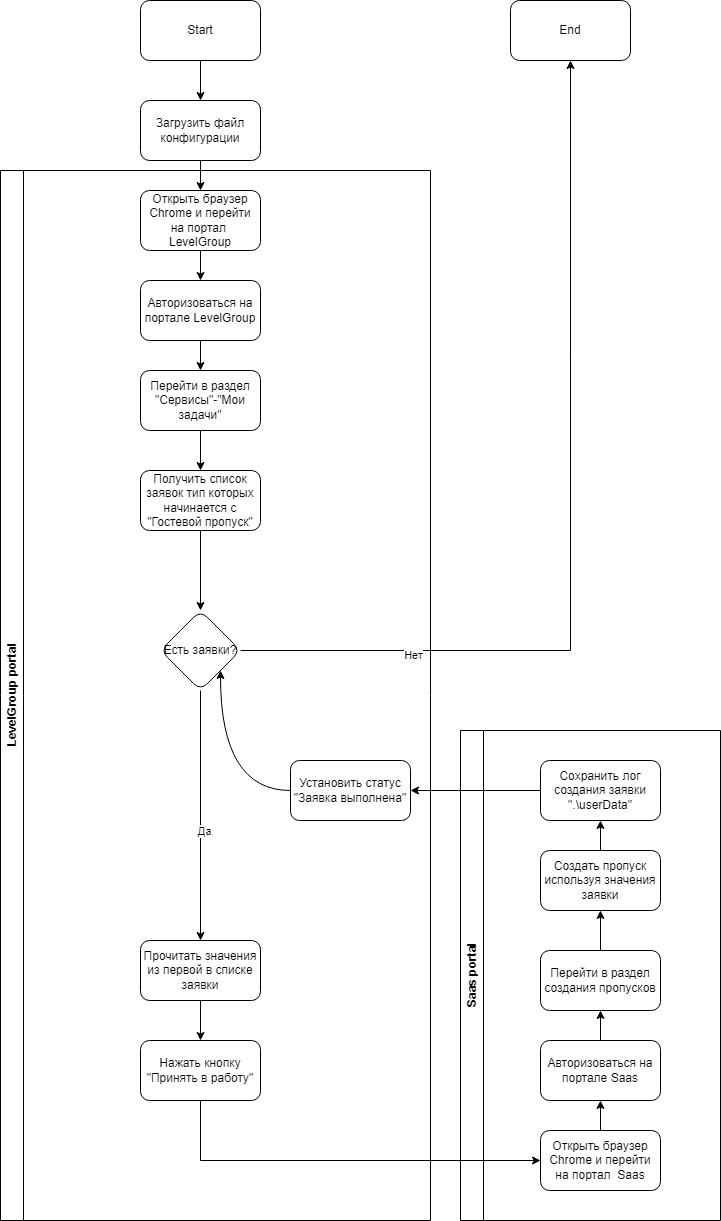 Start
End
Загрузить файл
конфигурации
Открыть браузер
Chrome и перейти
на портал
LevelGroup
Авторизоваться на
портале LevelGroup
Перейти в раздел
"Сервисы"-"Мои
задачи"
Получить список
заявок тип которых
начинается с
"Гостевой пропуск"
Есть заявки?
Нет
LevelGroup portal
Установить статус
"Заявка выполнена"
Да
Прочитать значения
из первой в списке
заявки
Нажать кнопку
"Принять в работу"
Saas portal
Сохранить лог
создания заявки
".\userData"
Создать пропуск
используя значения
заявки
Перейти в раздел
создания пропусков
Авторизоваться на
портале Saas
Открыть браузер
Chrome и перейти
на портал Saas